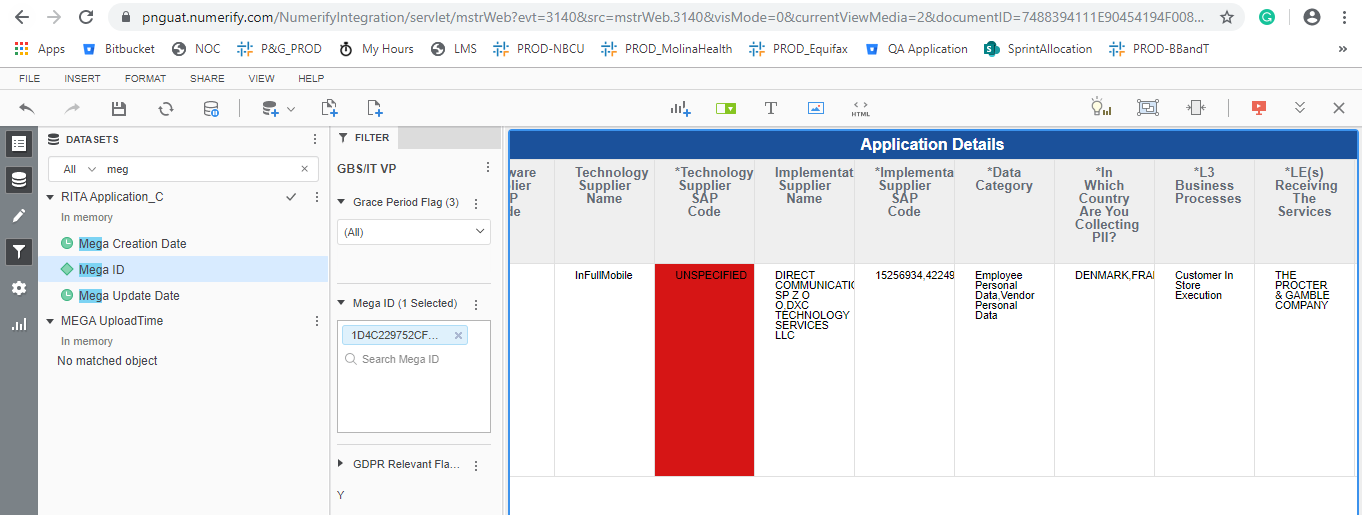 pnguat.numerify.com/NumerifyIntegration/servlet/mstrWeb?evt=3140&src=mstrWeb.3140&visMode=0&currentViewMedia=2&documentID=7488394111E90454194F008...
Apps Bitbucket NOC P&G_PROD My Hours LMS PROD-NBCU PROD_MolinaHealth PROD_Equifax QA Application SprintAllocation PROD-BBandT »
FILE INSERT FORMAT SHARE VIEW HELP
T HTML
DATASETS
All meg
RITA Application_C
In memory
Mega Creation Date
Mega ID
Mega Update Date
MEGA UploadTime
In memory
No matched object
FILTER
GBS/IT VP
Grace Period Flag (3)
(All)
Mega ID (1 Selected)
1D4C229752CF...
Search Mega ID
GDPR Relevant Fla...
Y
Application Details
ware
lier
P
de
Technology
Supplier
Name
*Technology
Supplier
SAP
Code
Implementat
Supplier
Name
*Implementa
Supplier
SAP
Code
*Data
Category
*In
Which
Country
Are You
Collecting
PII?
*L3
Business
Processes
*LE(s)
Receiving
The
Services
InFullMobile
UNSPECIFIED
DIRECT
COMMUNICATIO
SP Z O
O,DXC
TECHNOLOGY
SERVICES
LLC
15256934,42249
Employee
Personal
Data,Vendor
Personal
Data
DENMARK,FRA
Customer In
Store
Execution
THE
PROCTER
& GAMBLE
COMPANY